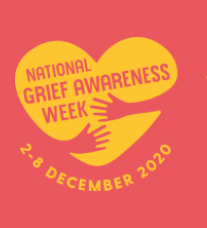 NATIONAL
GRIEF AWARENESS
WEEK
2-8 DECEMBER 2020